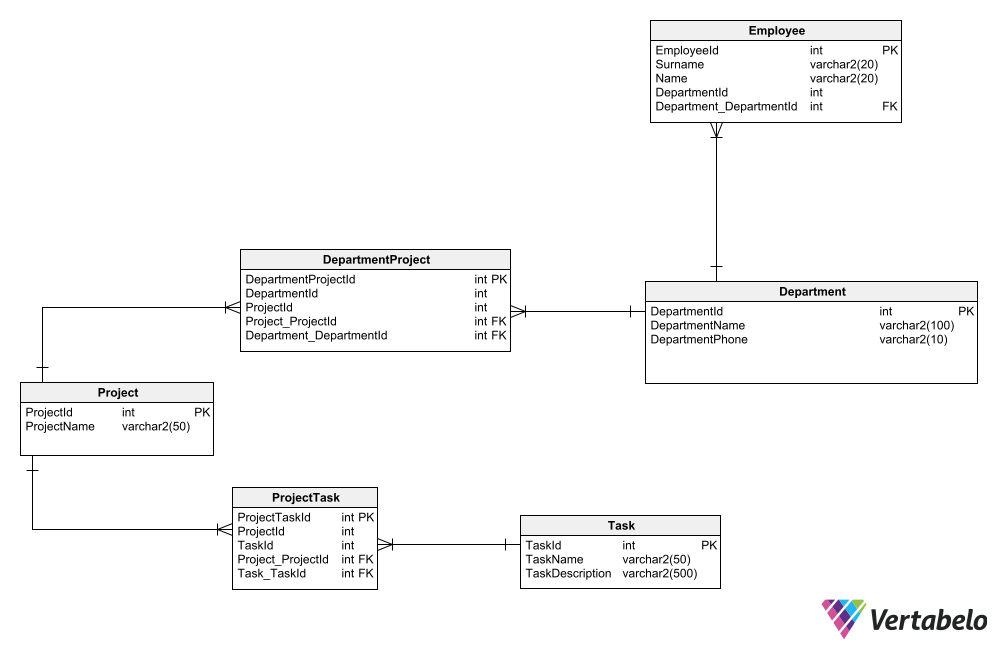 Employee
EmployeeId int PK
Surname varchar2(20)
Name varchar2(20)
DepartmentId int
Department_DepartmentId int FK
DepartmentProject
DepartmentProjectId int PK
DepartmentId int
ProjectId int
Project_ProjectId int FK
Department_DepartmentId int FK
Department
DepartmentId int PK
DepartmentName varchar2(100)
DepartmentPhone varchar2(10)
Project
ProjectId int PK
ProjectName varchar2(50)
ProjectTask
ProjectTaskId int PK
ProjectId int
TaskId int
Project_ProjectId int FK
Task_TaskId int FK
Task
TaskId int PK
TaskName varchar2(50)
TaskDescription varchar2(500)
Vertabelo